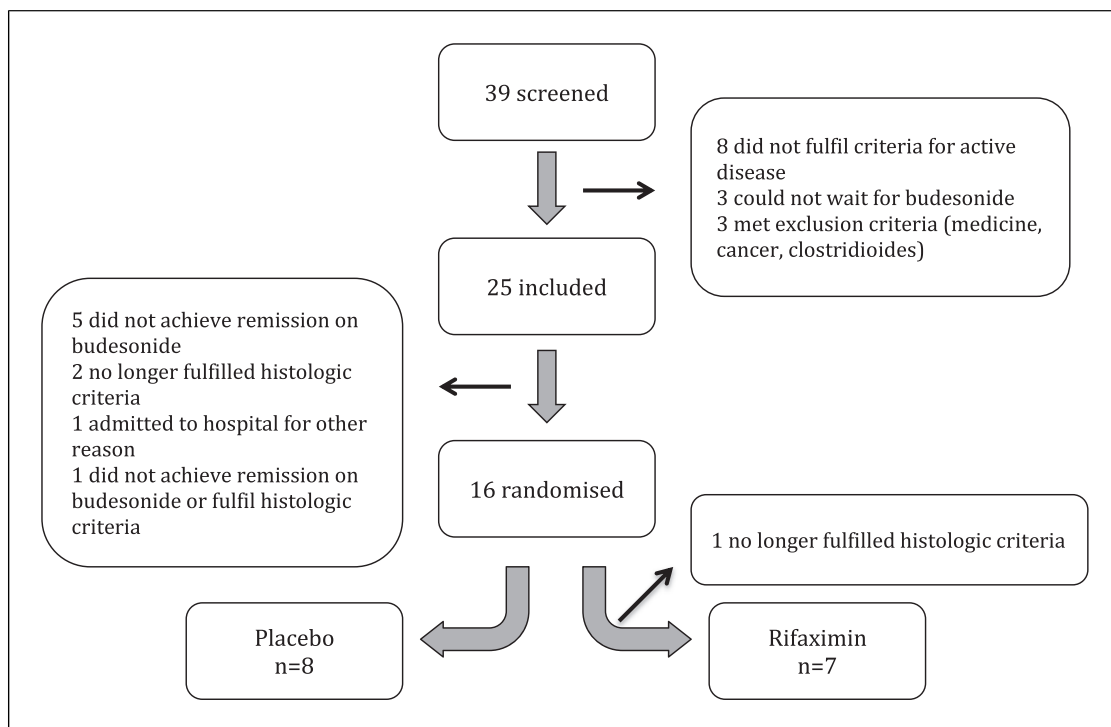 39 screened
8 did not fulfil criteria for active
disease
3 could not wait for budesonide
3 met exclusion criteria (medicine,
cancer, clostridioides)
25 included
5 did not achieve remission on
budesonide
2 no longer fulfilled histologic
criteria
1 admitted to hospital for other
reason
1 did not achieve remission on
budesonide or fulfil histologic
criteria
16 randomised
1 no longer fulfilled histologic criteria
Placebo
n=8
Rifaximin
n=7